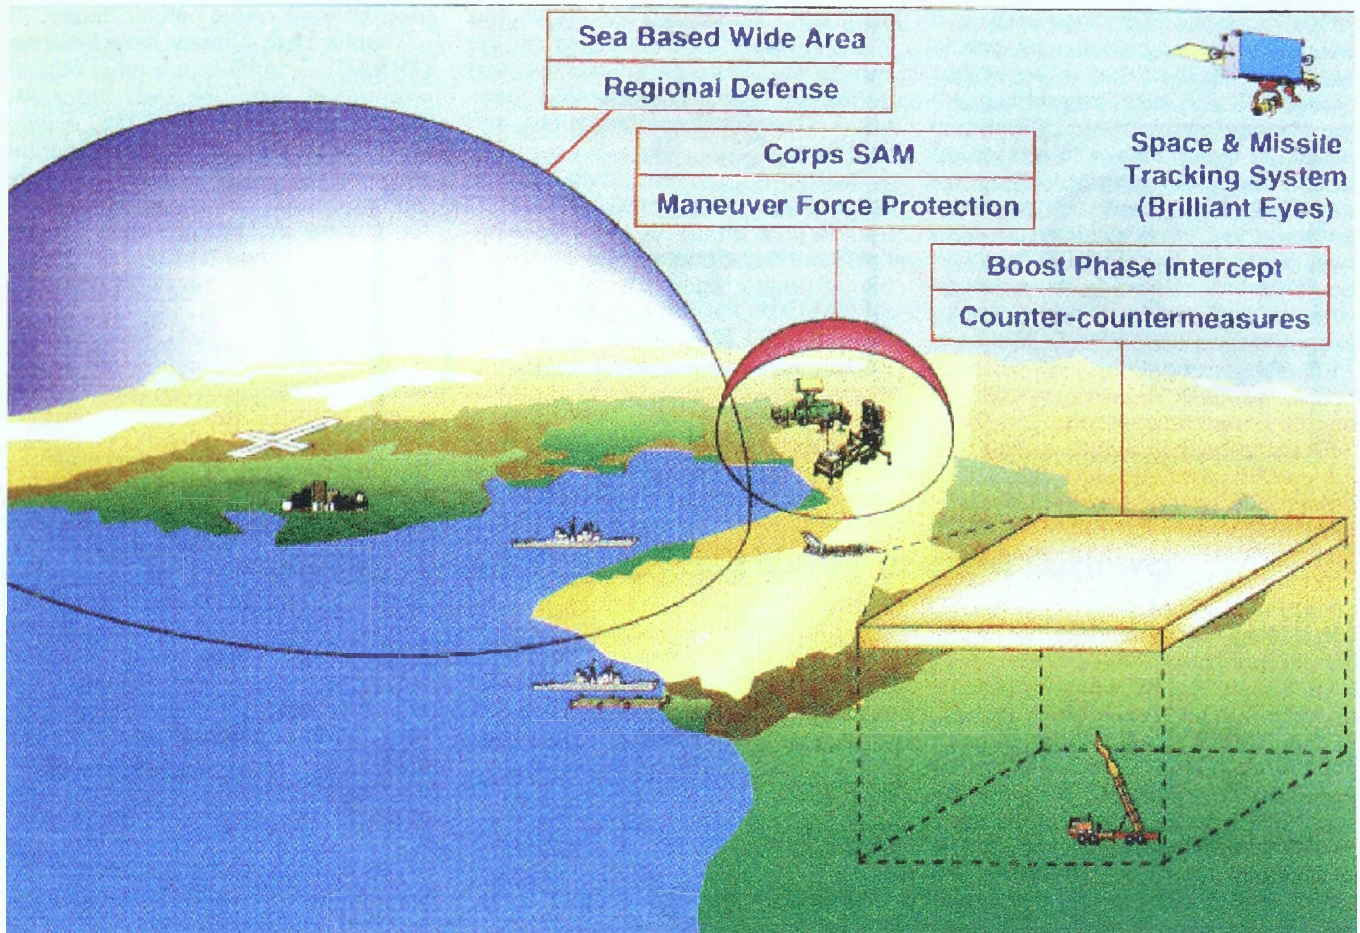 Sea Based Wide Area
Regional Defense
Corps SAM
Maneuver Force Protection
Space & Missile
Tracking System
(Brilliant Eyes)
Boost Phase Intercept
Counter-countermeasures